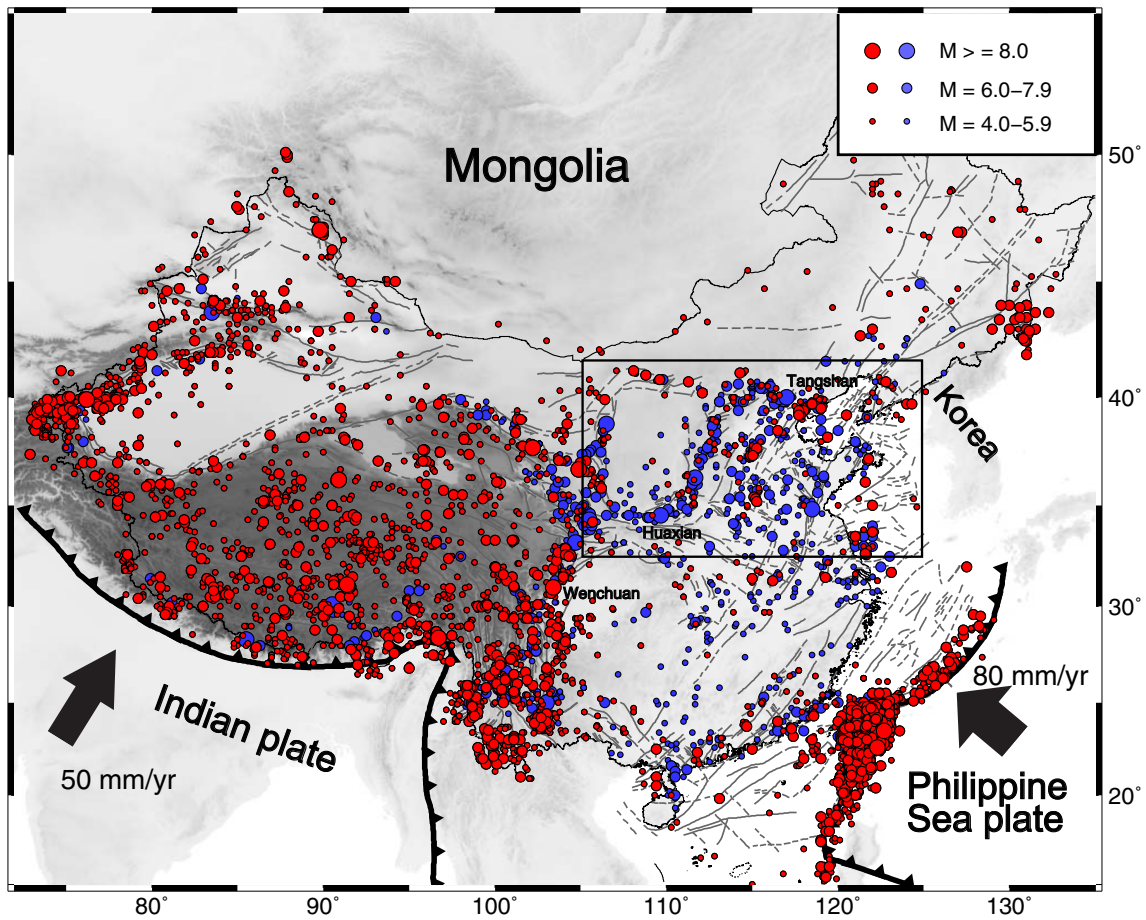 M > = 8.0
M = 6.0–7.9
M = 4.0–5.9
Mongolia
50°
Tangshan
40°
Korea
Huaxian
Wenchuan
30°
80 mm/yr
Indian plate
50 mm/yr
Philippine
Sea plate
20°
80°
90°
100°
110°
120°
130°